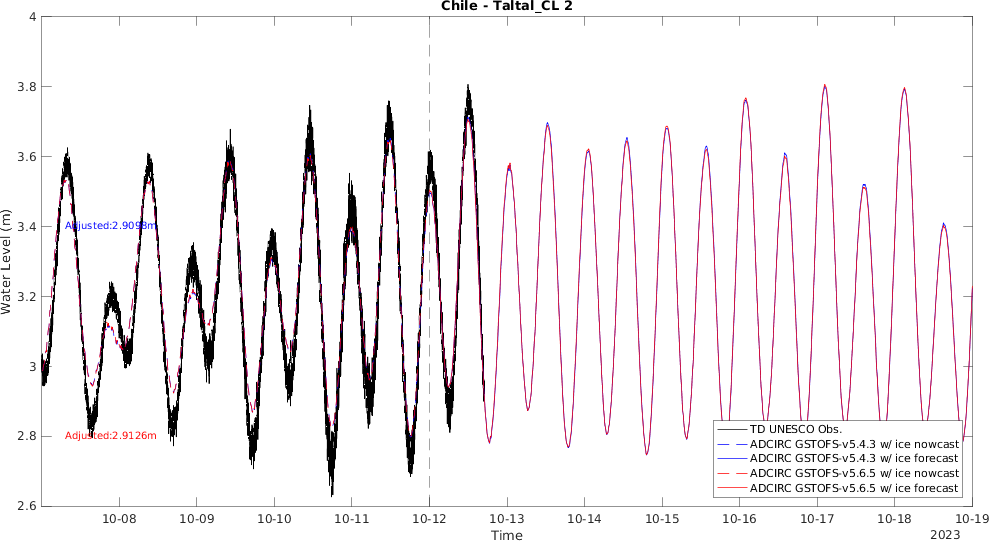 Chile - Taltal_CL 2
Water Level (m)
4
3.8
3.6
3.4
3.2
3
2.8
2.6
Adjusted:2.9098m
Adjusted:2.9126m
TD UNESCO Obs.
ADCIRC GSTOFS-v5.4.3 w/ ice nowcast
ADCIRC GSTOFS-v5.4.3 w/ ice forecast
ADCIRC GSTOFS-v5.6.5 w/ ice nowcast
ADCIRC GSTOFS-v5.6.5 w/ ice forecast
10-08 10-09 10-10 10-11 10-12 10-13 10-14 10-15 10-16 10-17 10-18 10-19
Time
2023